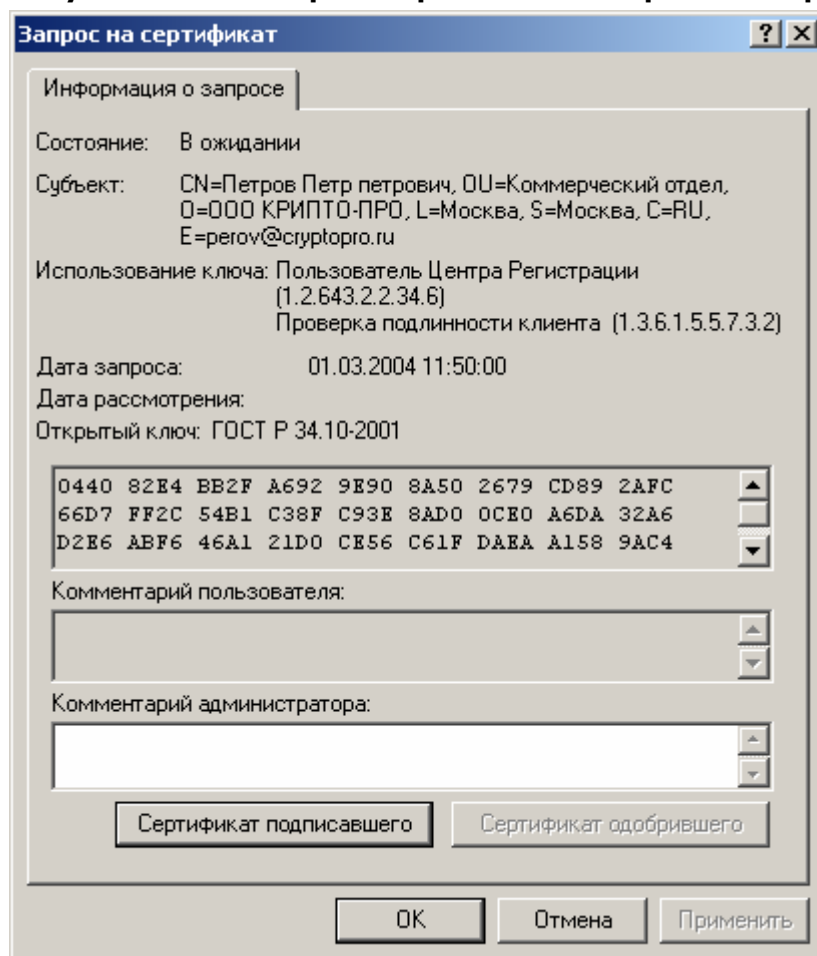 Запрос на сертификат
Информация о запросе
Состояние: В ожидании
Субъект: CN=Петров Петр петрович, OU=Коммерческий отдел,
O=ООО КРИПТО-ПРО, L=Москва, S=Москва, C=RU,
E=perov@cryptopro.ru
Использование ключа: Пользователь Центра Регистрации
(1.2.643.2.2.34.6)
Проверка подлинности клиента (1.3.6.1.5.5.7.3.2)
Дата запроса: 01.03.2004 11:50:00
Дата рассмотрения:
Открытый ключ: ГОСТ Р 34.10-2001
0440 82E4 BB2F A692 9E90 8A50 2679 CD89 2AFC
66D7 FF2C 54B1 C38F C93E 8AD0 0CE0 A6DA 32A6
D2E6 ABF6 46A1 21D0 CE56 C61F DAEA A158 9AC4
Комментарий пользователя:
Комментарий администратора:
Сертификат подписавшего Сертификат одобрившего
OK Отмена Применить